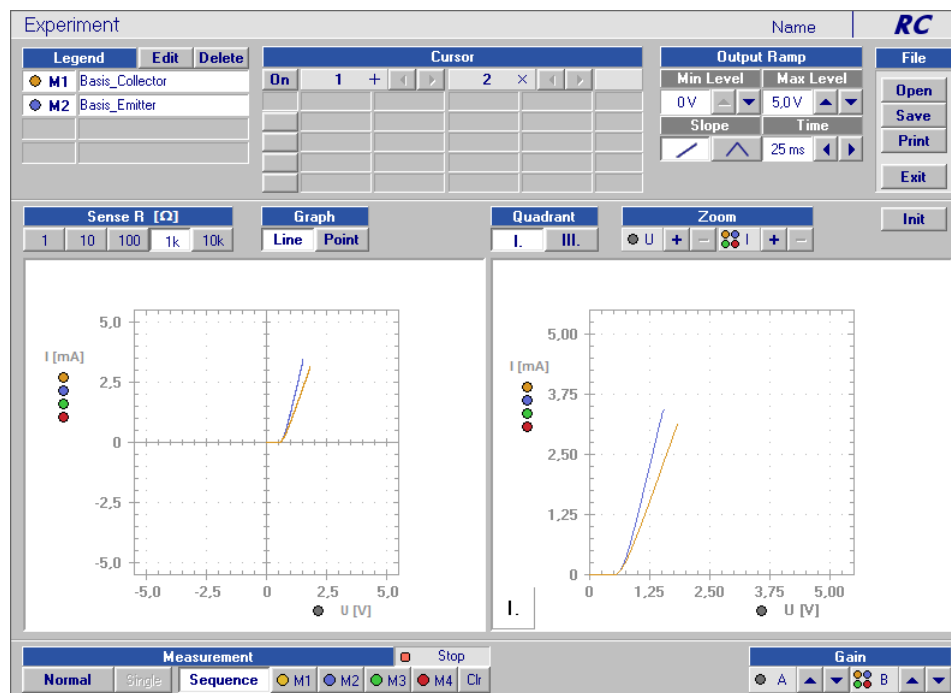 Experiment Name RC
Legend Edit Delete Cursor Output Ramp File
M1 Basis_Collector On 1 + 2 × Min Level Max Level
M2 Basis_Emitter 0 V 5,0 V Open
Slope Time Save
25 ms Print
Exit
Sense R [Ω] Graph Quadrant Zoom Init
1 10 100 1k 10k Line Point I. III. U + − I + −
5,0
I [mA]
2,5
0
-2,5
-5,0
-5,0 -2,5 0 2,5 5,0
U [V]
5,00
I [mA]
3,75
2,50
1,25
0
0 1,25 2,50 3,75 5,00
I. U [V]
Measurement Stop Gain
Normal Single Sequence M1 M2 M3 M4 Clr A B